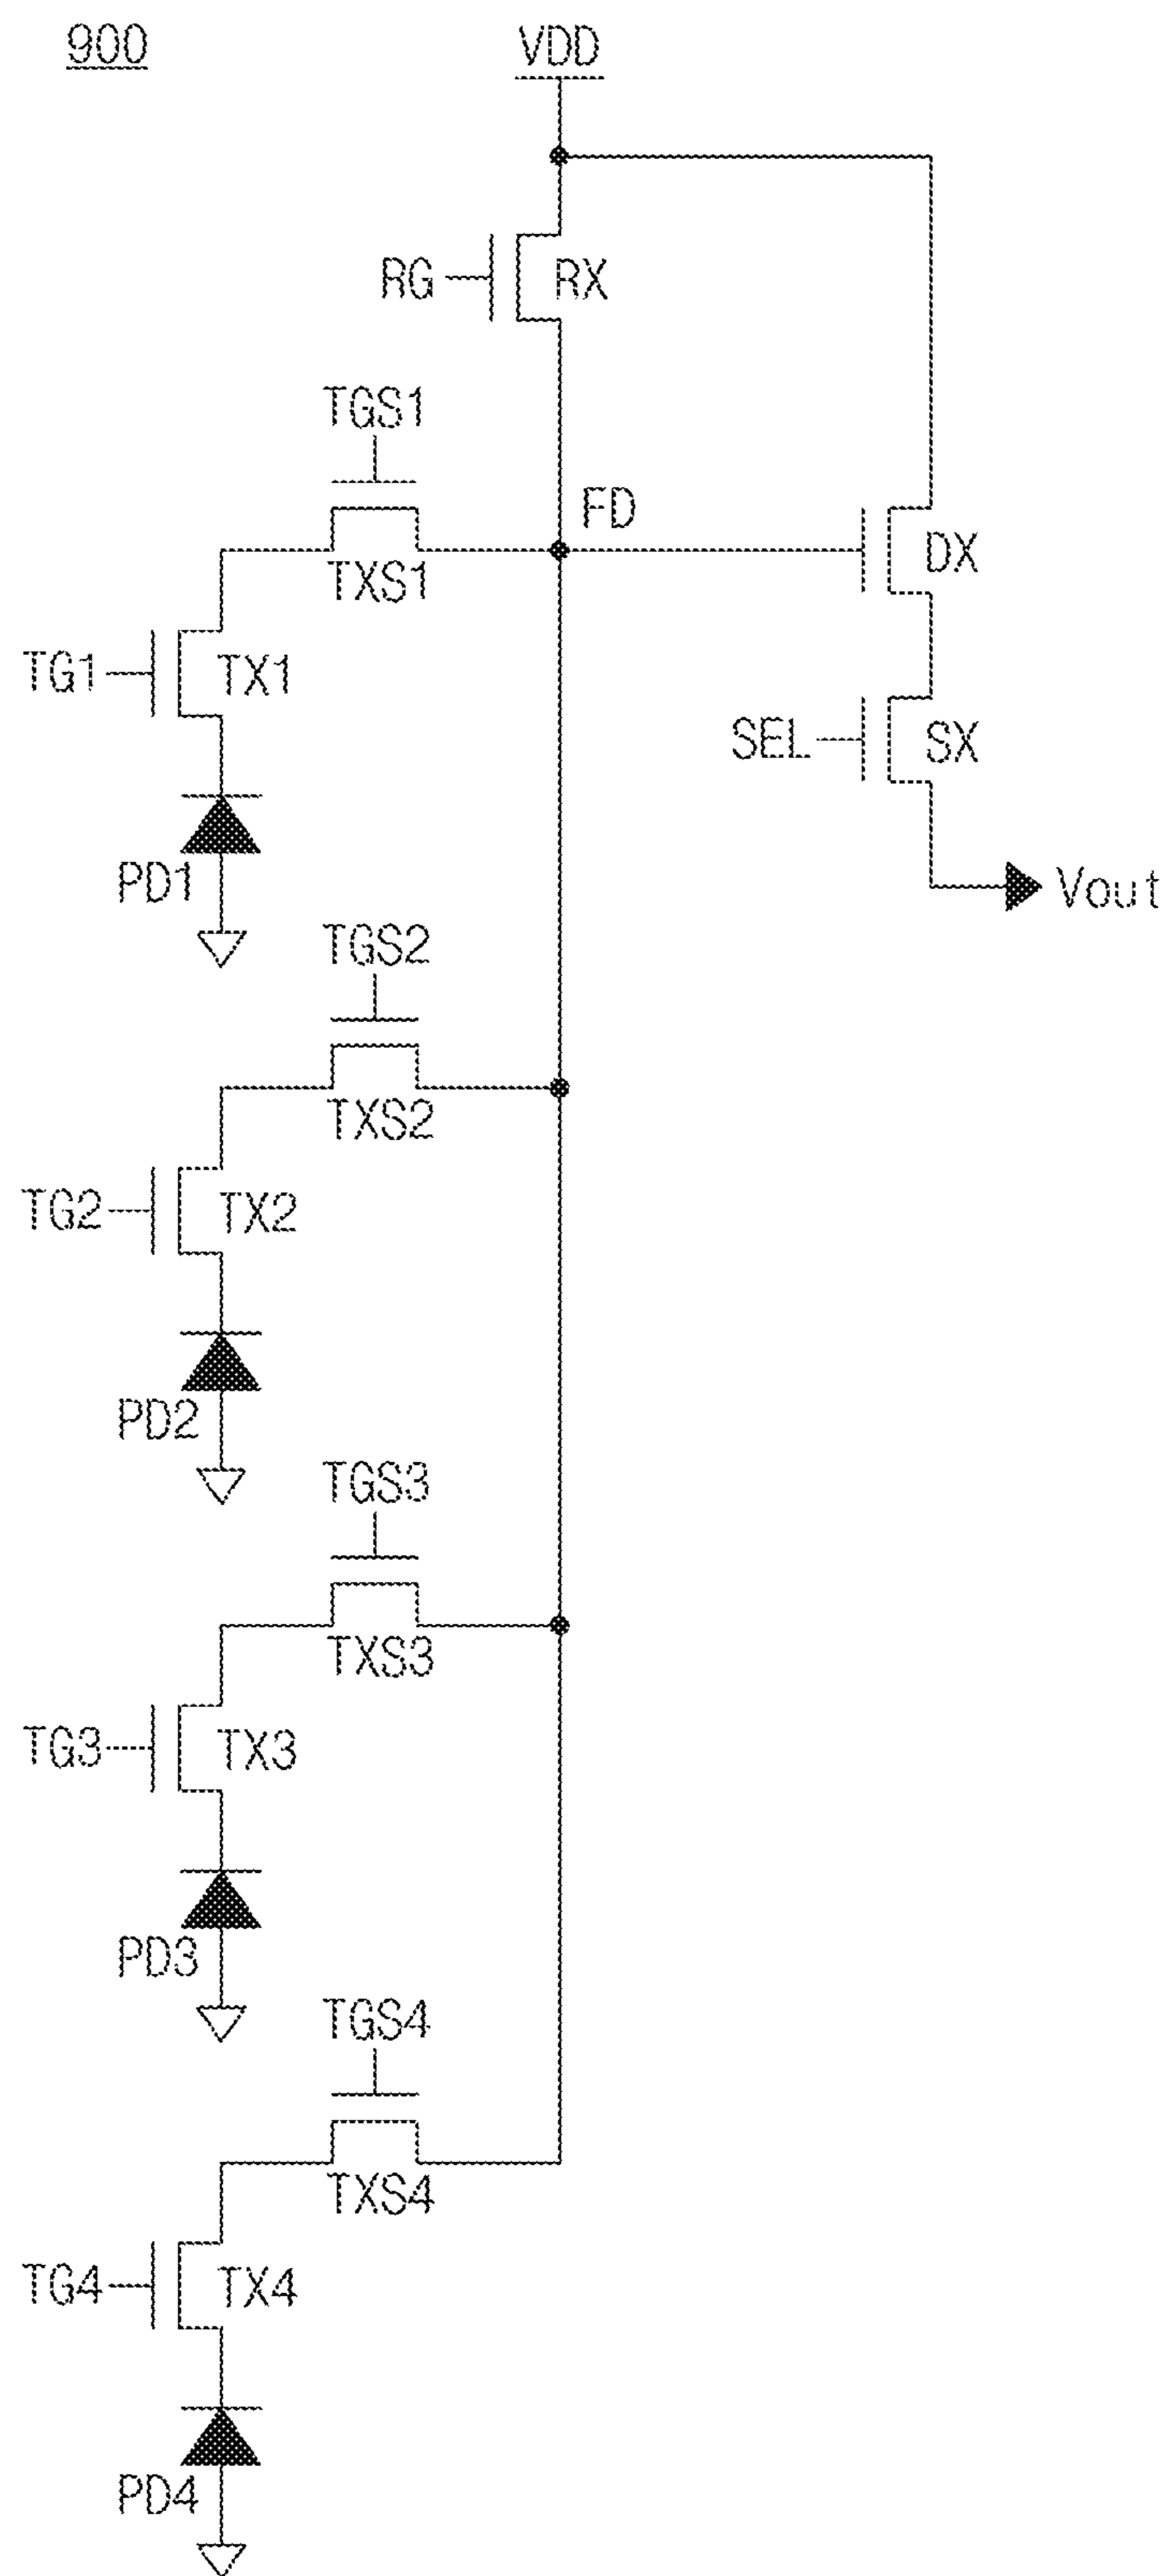 900
VDD
RG
RX
TGS1
FD
TXS1
DX
TG1
TX1
SEL
SX
PD1
Vout
TGS2
TXS2
TG2
TX2
PD2
TGS3
TXS3
TG3
TX3
PD3
TGS4
TXS4
TG4
TX4
PD4